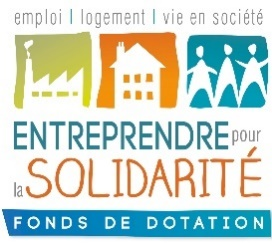 emploi | logement | vie en société
ENTREPRENDRE pour
la SOLIDARITÉ
FONDS DE DOTATION